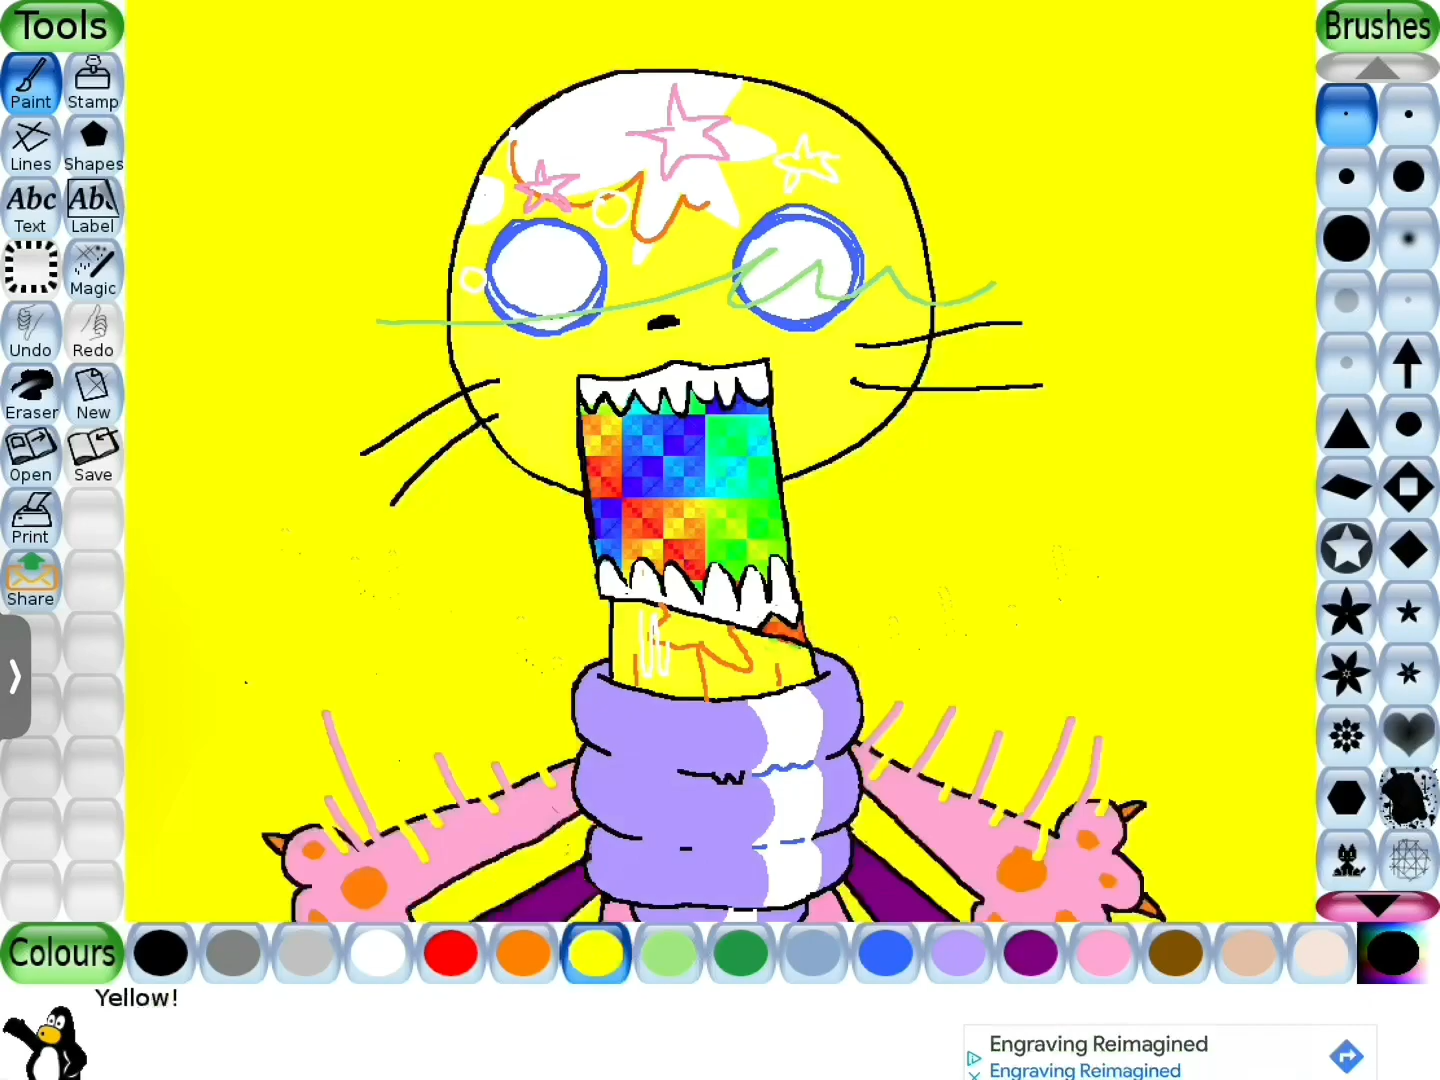 Tools
Brushes
Paint
Stamp
Lines
Shapes
Abc
Abc
Text
Label
Magic
Undo
Redo
Eraser
New
Open
Save
Print
Share
Colours
Yellow!
Engraving Reimagined
Engraving Reimagined